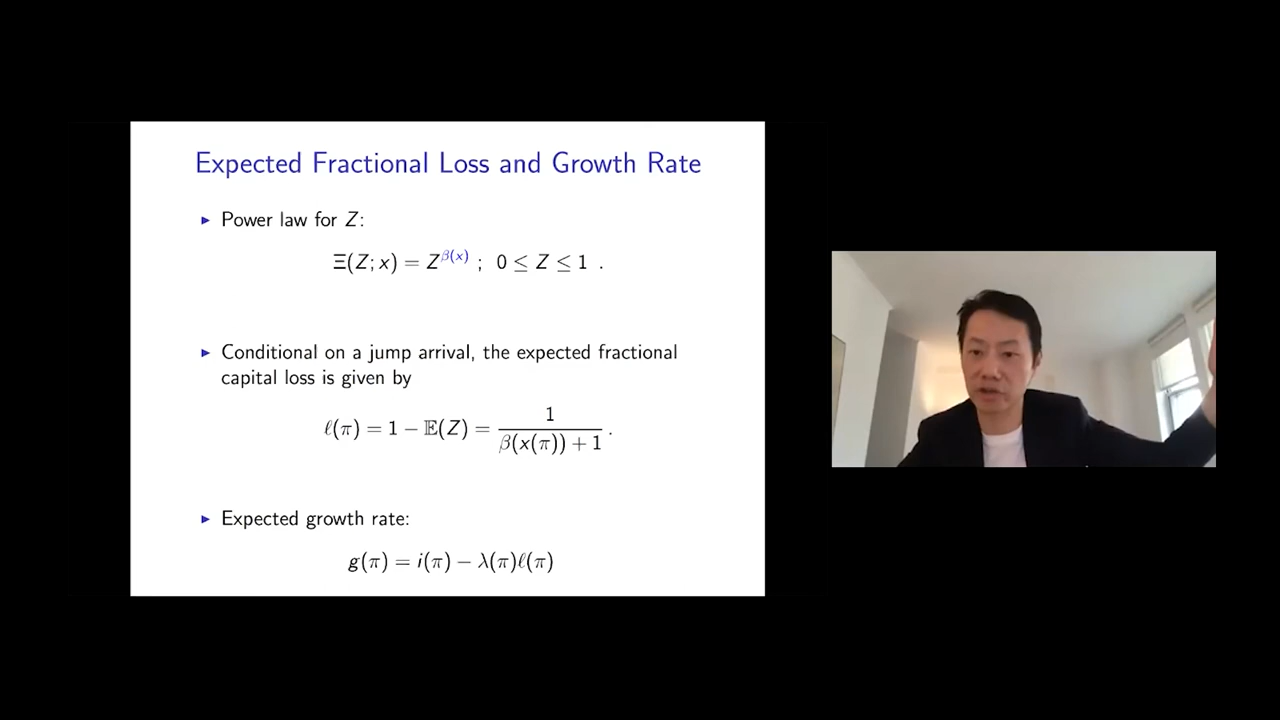 Expected Fractional Loss and Growth Rate
▶ Power law for Z:
Ξ(Z; x) = Z^β(x) ; 0 ≤ Z ≤ 1 .
▶ Conditional on a jump arrival, the expected fractional
capital loss is given by
ℓ(π) = 1 − 𝔼(Z) = 1 / (β(x(π)) + 1) .
▶ Expected growth rate:
g(π) = i(π) − λ(π)ℓ(π)